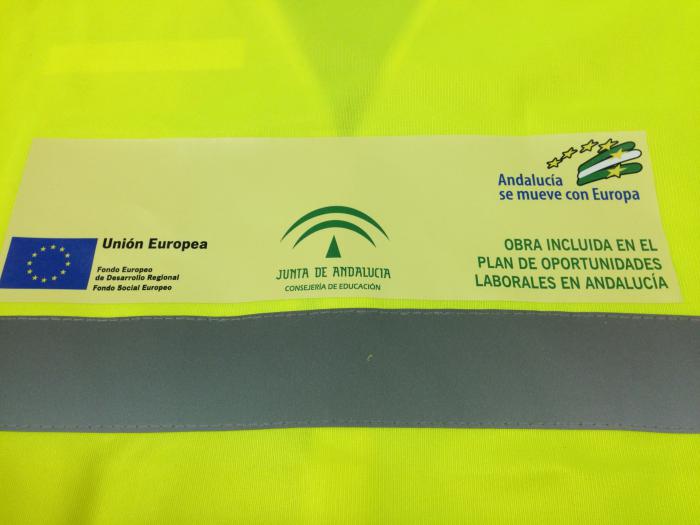 Andalucía
se mueve con Europa
Unión Europea
Fondo Europeo
de Desarrollo Regional
Fondo Social Europeo
JUNTA DE ANDALUCIA
CONSEJERÍA DE EDUCACIÓN
OBRA INCLUIDA EN EL
PLAN DE OPORTUNIDADES
LABORALES EN ANDALUCÍA